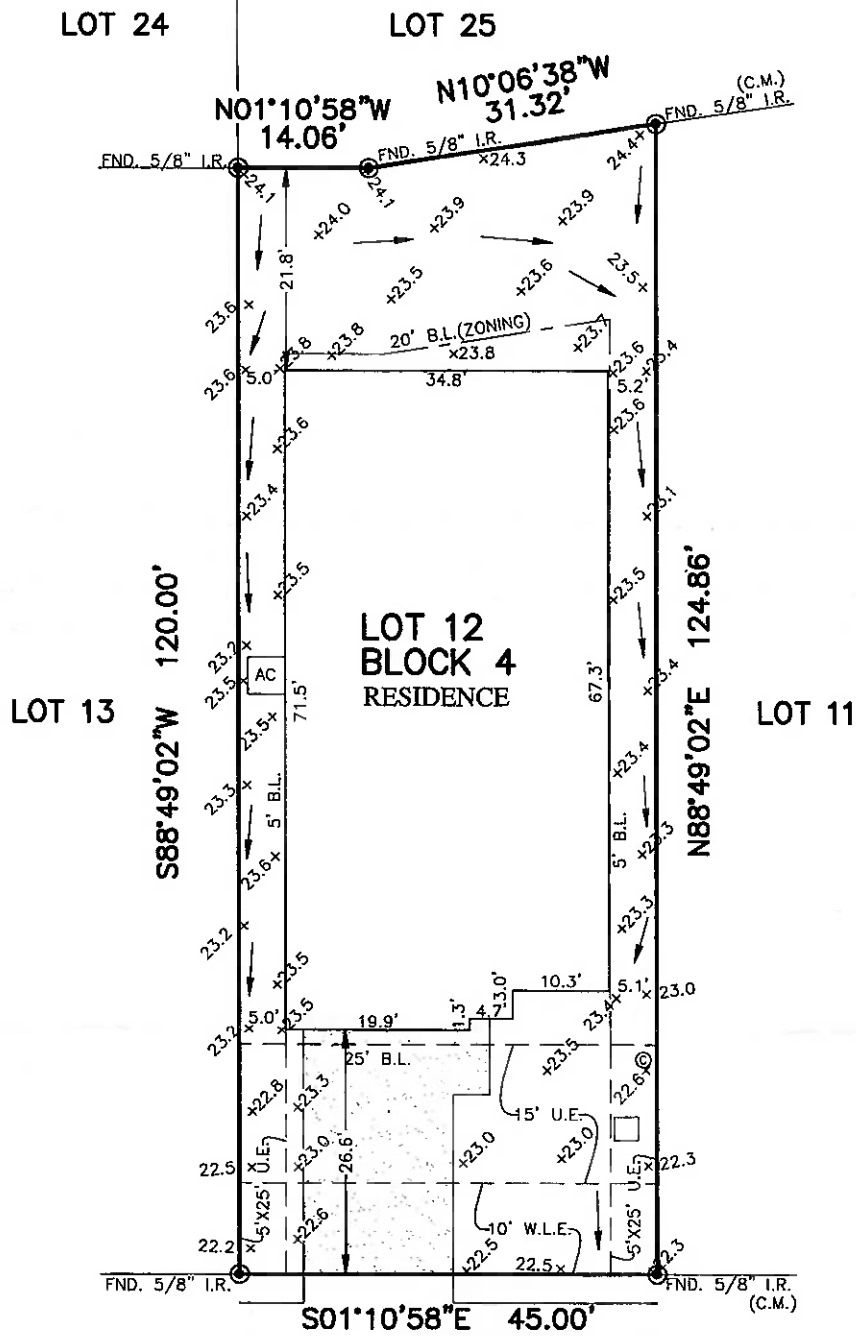 LOT 24
LOT 25
N01°10'58"W
14.06'
N10°06'38"W
31.32'
(C.M.)
FND. 5/8" I.R.
FND. 5/8" I.R.
FND. 5/8" I.R.
×24.3
24.4+
24.1
24.1
+24.0
+23.9
+23.9
21.8'
+23.5
+23.6
23.5+
23.6
20' B.L.(ZONING)
+23.8
+23.8
×23.8
+23.7
+23.6
+23.4
23.6
5.0'
34.8'
5.2'
+23.6
+23.6
+23.4
+23.1
+23.5
+23.5
S88°49'02"W 120.00'
N88°49'02"E 124.86'
LOT 12
BLOCK 4
RESIDENCE
23.2
AC
23.5
+23.4
LOT 13
71.5'
67.3'
LOT 11
23.5+
+23.4
23.3
5' B.L.
5' B.L.
+23.3
23.6+
23.2
+23.3
+23.5
10.3'
3.0'
4.7'
1.3'
5.1'
23.0
23.4
23.2
5.0'
+23.5
19.9'
25' B.L.
+23.5
©
22.6
+22.8
+23.3
15' U.E.
22.5
+23.0
26.6'
+23.0
+23.0
22.3
5'X25' U.E.
5'X25' U.E.
22.2
+22.6
10' W.L.E.
+22.5
22.5+
22.3
FND. 5/8" I.R.
FND. 5/8" I.R.
(C.M.)
S01°10'58"E 45.00'